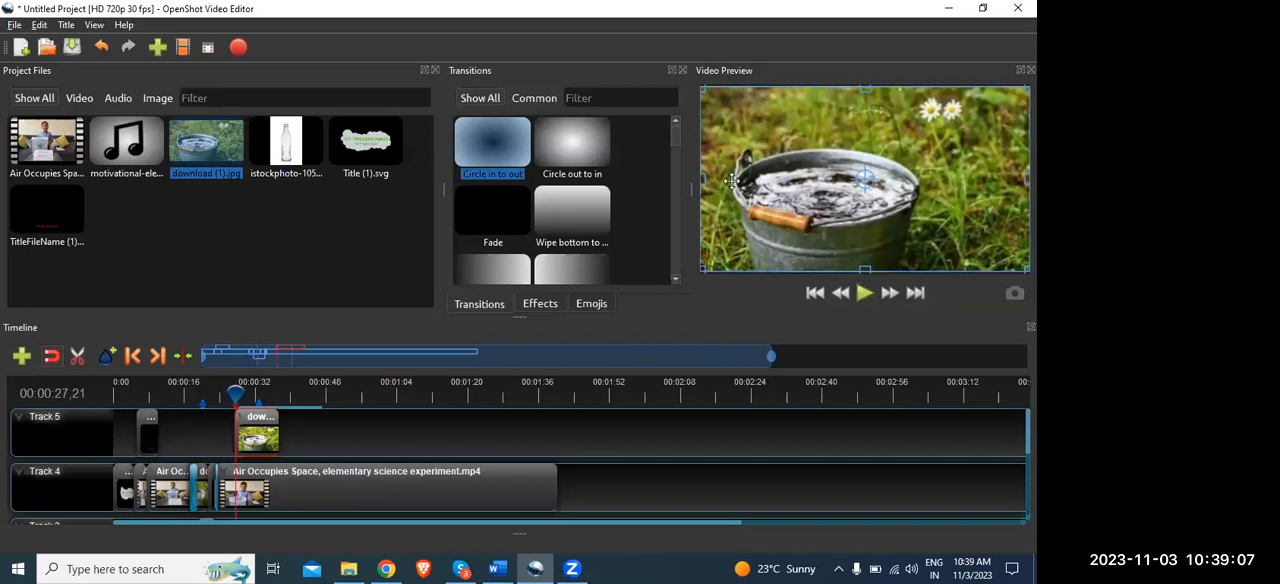 * Untitled Project [HD 720p 30 fps] - OpenShot Video Editor
File Edit Title View Help
Project Files
Transitions
Video Preview
Show All Video Audio Image Filter
Show All Common Filter
Air Occupies Spa... motivational-ele... download (1).jpg istockphoto-105... Title (1).svg
Circle in to out Circle out to in
TitleFileName (1)...
Fade Wipe bottom to ...
Transitions Effects Emojis
Timeline
00:00:27,21
0:00 00:00:16 00:00:32 00:00:48 00:01:04 00:01:20 00:01:36 00:01:52 00:02:08 00:02:24 00:02:40 00:02:56 00:03:12 00:
Track 5 ... dow...
Track 4 ... A Air Oc... do Air Occupies Space, elementary science experiment.mp4
Type here to search
23°C Sunny
ENG
IN
10:39 AM
11/3/2023
2023-11-03 10:39:07